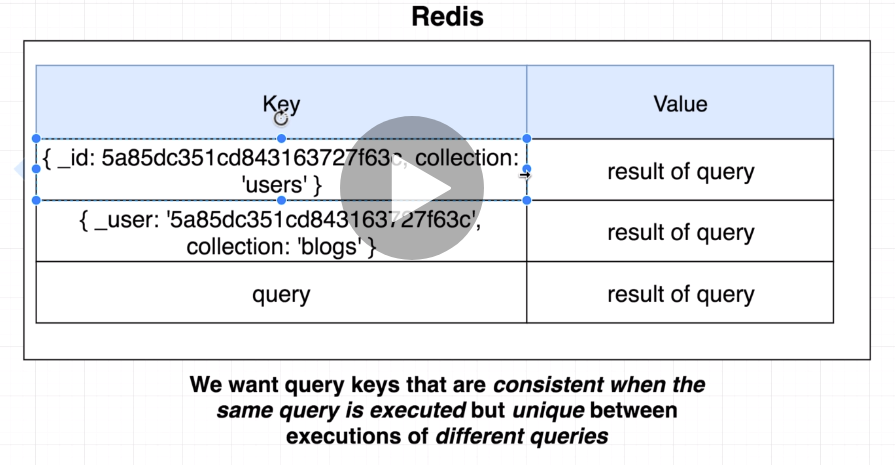 Redis
Key
Value
{ _id: 5a85dc351cd843163727f63c, collection:
'users' }
result of query
{ _user: '5a85dc351cd843163727f63c',
collection: 'blogs' }
result of query
query
result of query
We want query keys that are consistent when the
same query is executed but unique between
executions of different queries